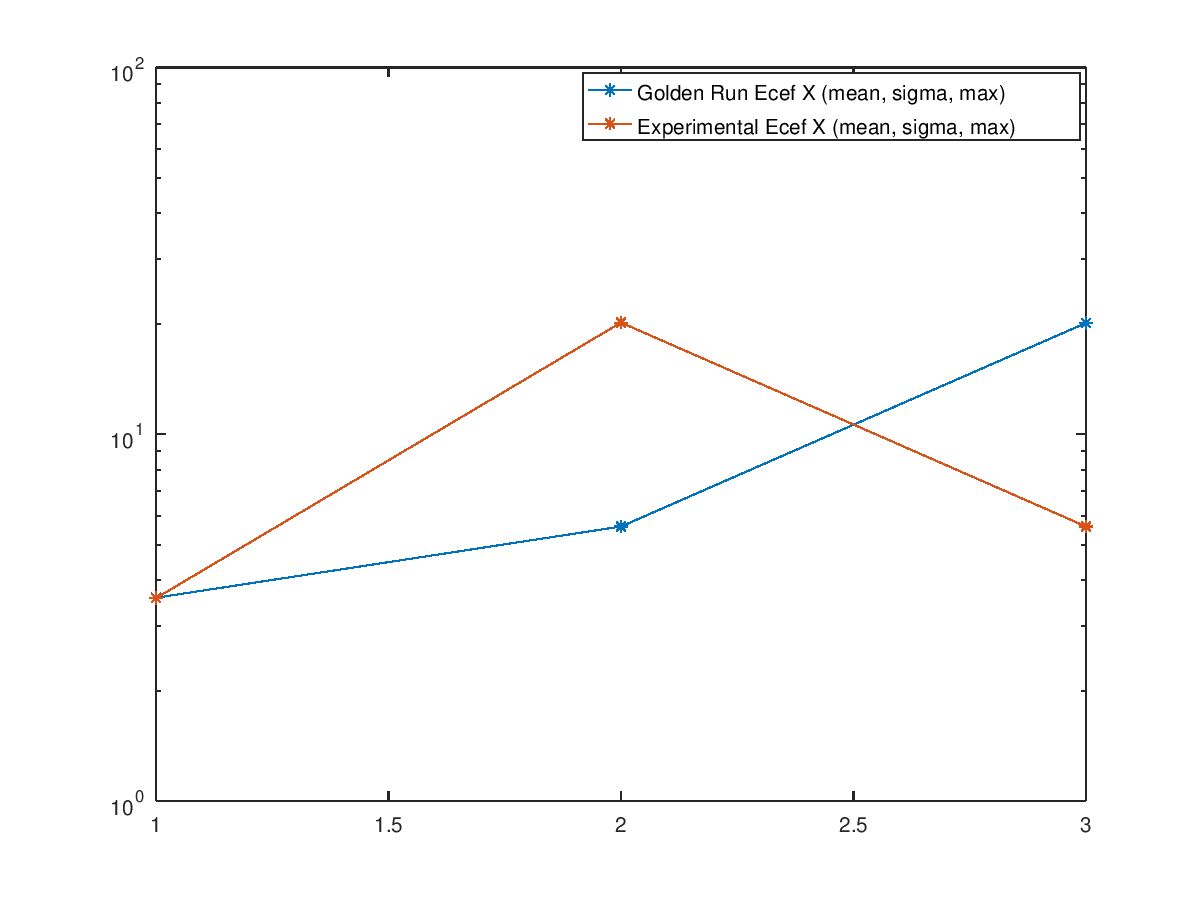 10^2
Golden Run Ecef X (mean, sigma, max)
Experimental Ecef X (mean, sigma, max)
10^1
10^0
1 1.5 2 2.5 3